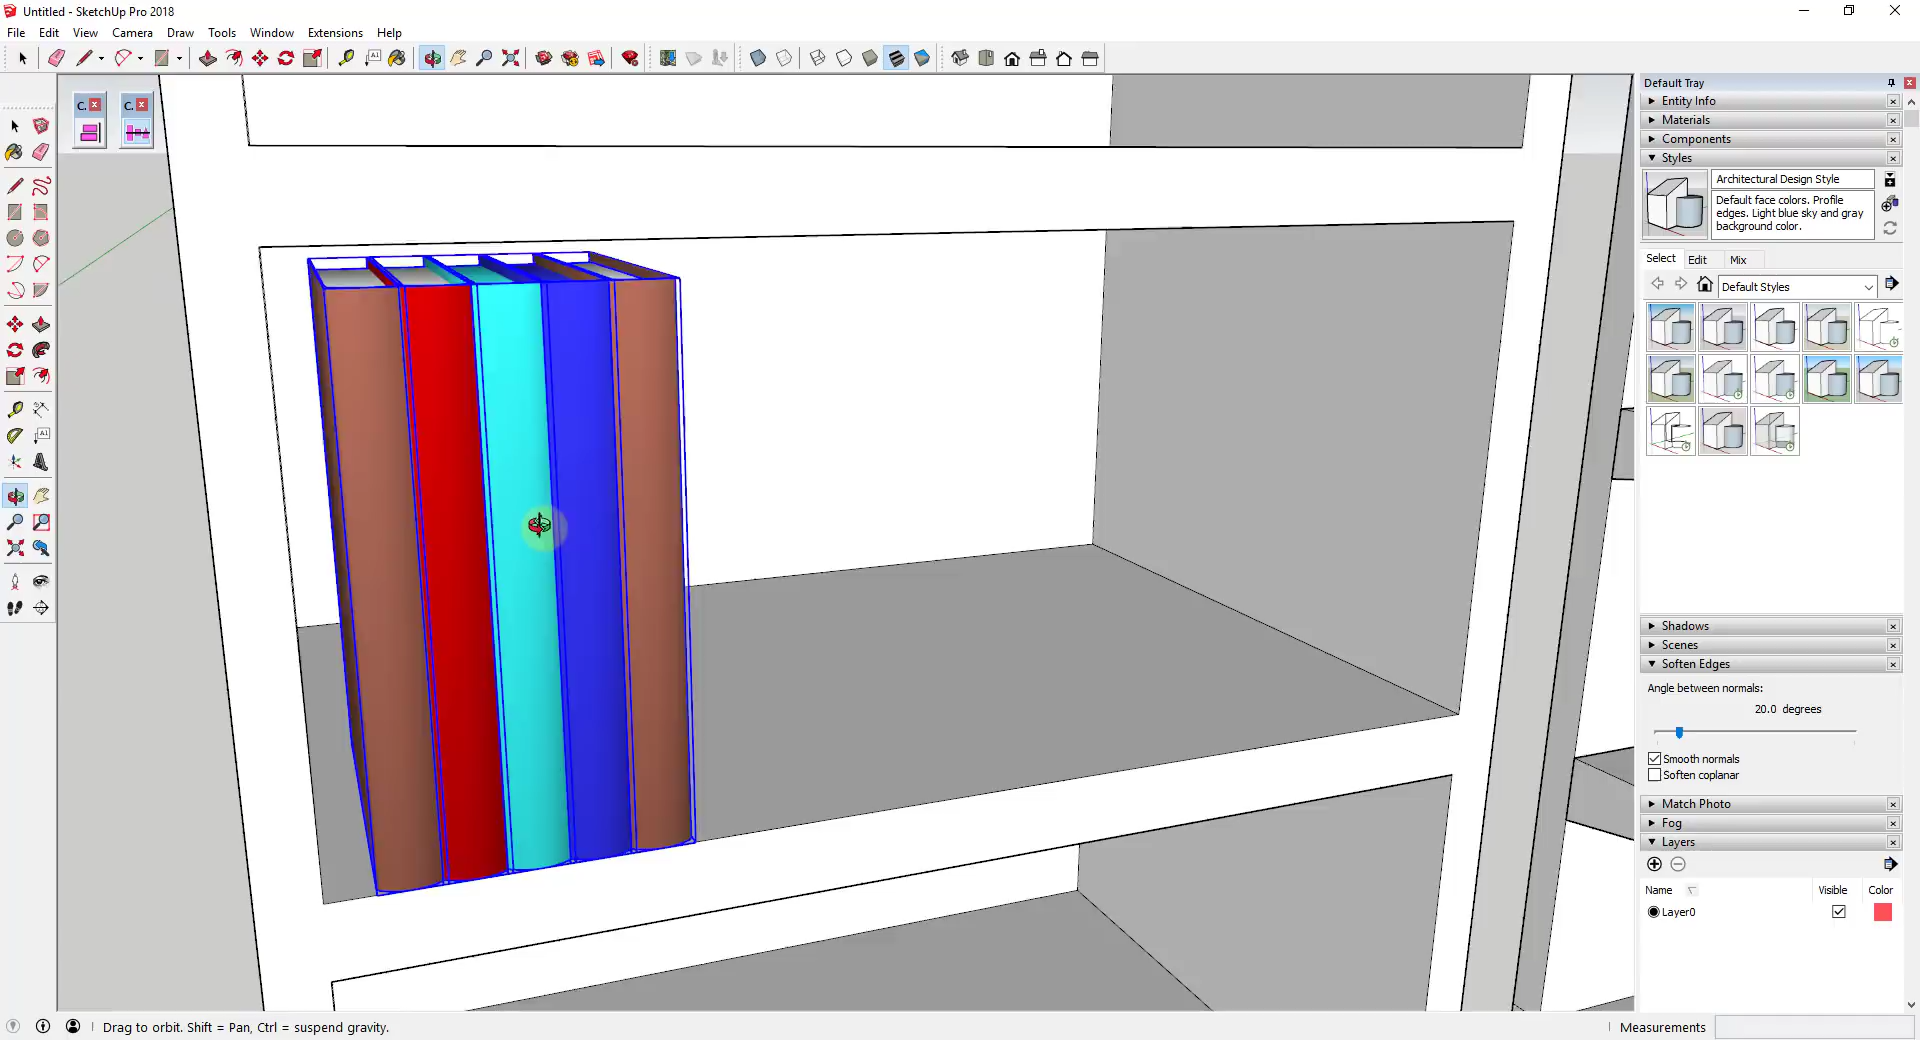 Untitled - SketchUp Pro 2018
File Edit View Camera Draw Tools Window Extensions Help
C.
C.
A1
A1
Default Tray
Entity Info
Materials
Components
Styles
Architectural Design Style
Default face colors. Profile
edges. Light blue sky and gray
background color.
Select Edit Mix
Default Styles
Shadows
Scenes
Soften Edges
Angle between normals:
20.0 degrees
Smooth normals
Soften coplanar
Match Photo
Fog
Layers
Name Visible Color
Layer0
Drag to orbit. Shift = Pan, Ctrl = suspend gravity.
Measurements